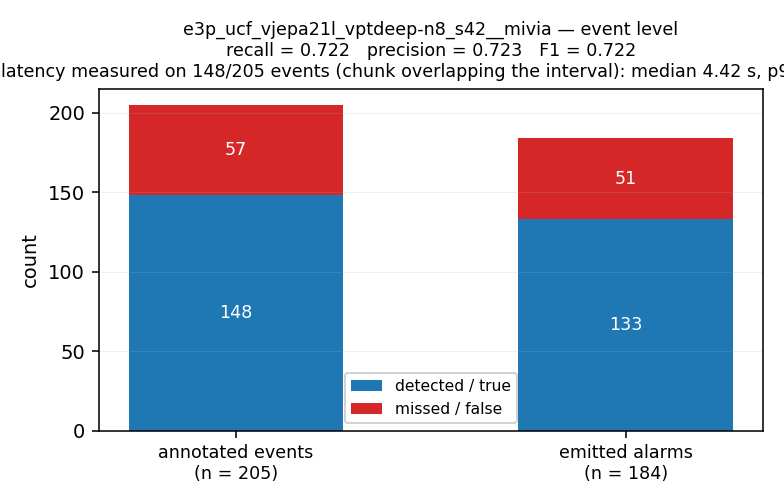 e3p_ucf_vjepa21l_vptdeep-n8_s42__mivia — event level
recall = 0.722   precision = 0.723   F1 = 0.722
latency measured on 148/205 events (chunk overlapping the interval): median 4.42 s,
200
150
100
50
0
count
57
148
51
133
detected / true
missed / false
annotated events
(n = 205)
emitted alarms
(n = 184)